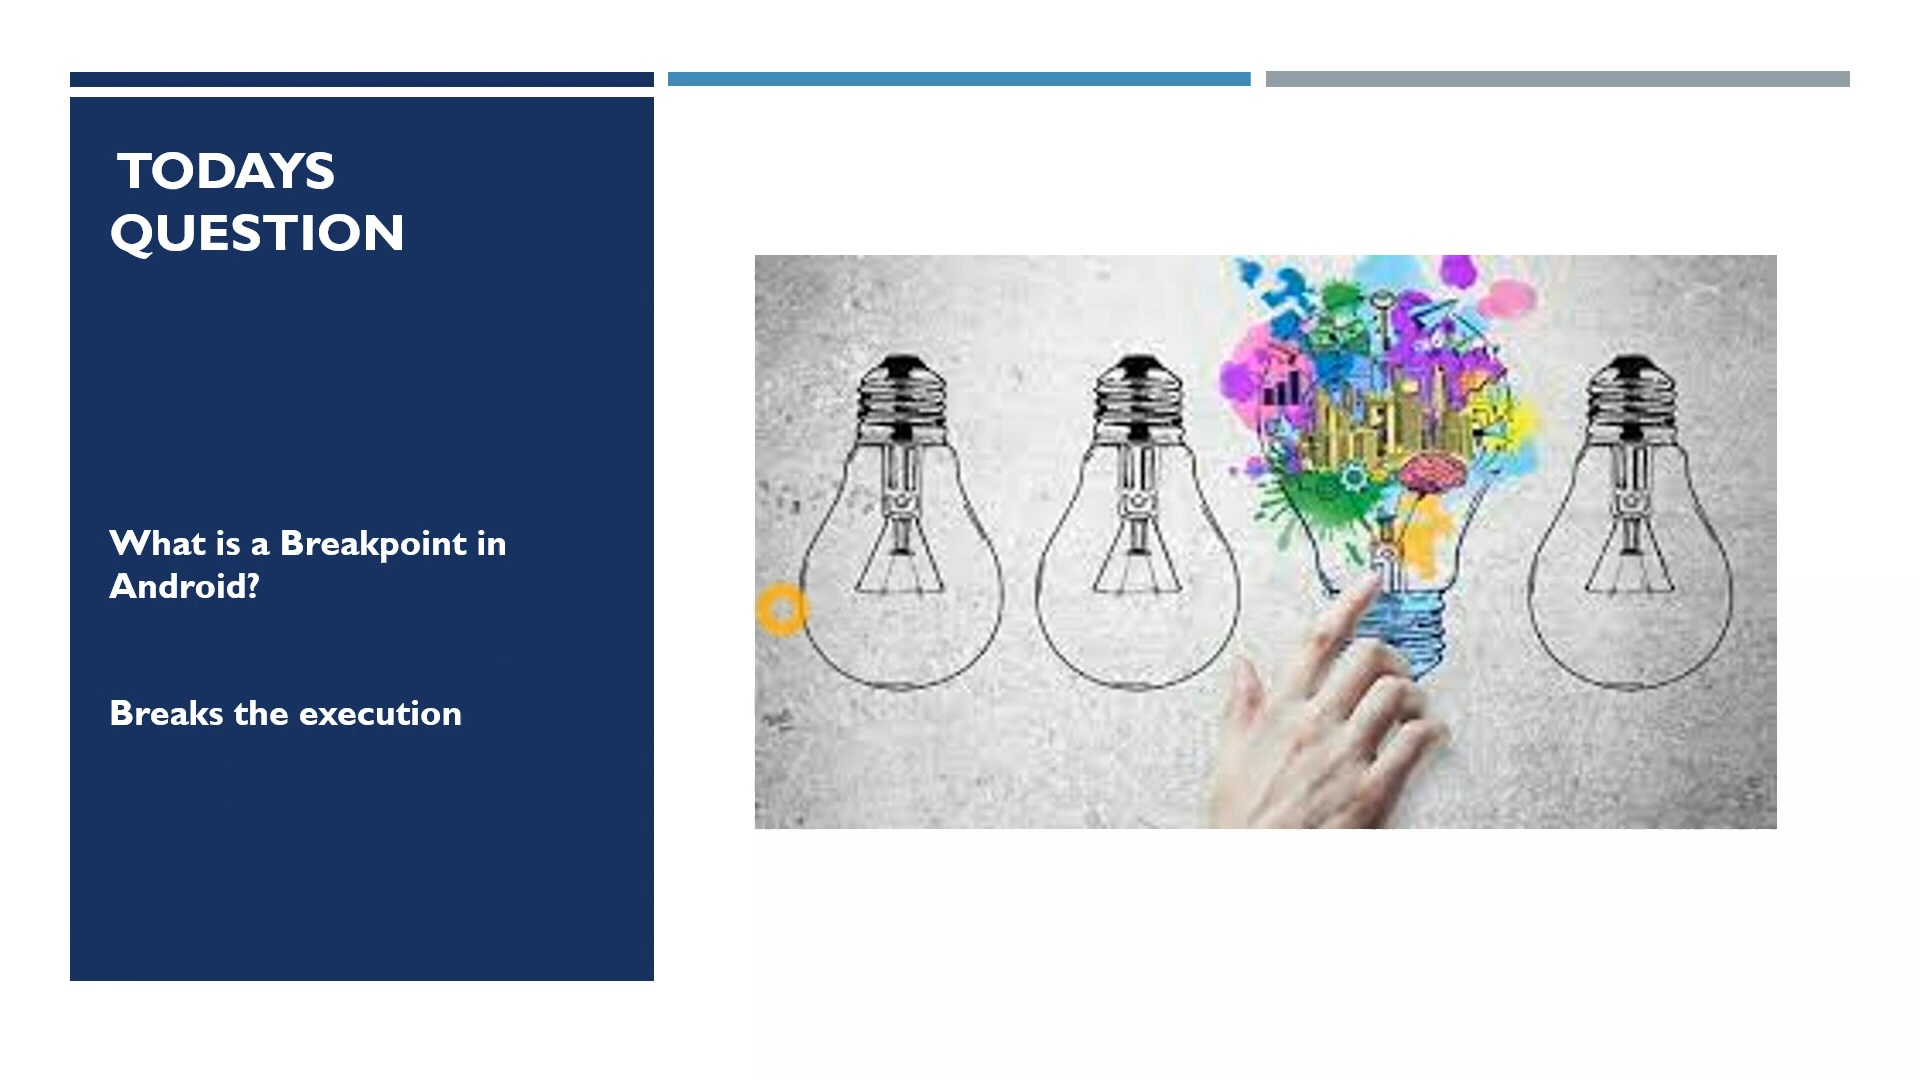 TODAYS
QUESTION
What is a Breakpoint in
Android?
Breaks the execution